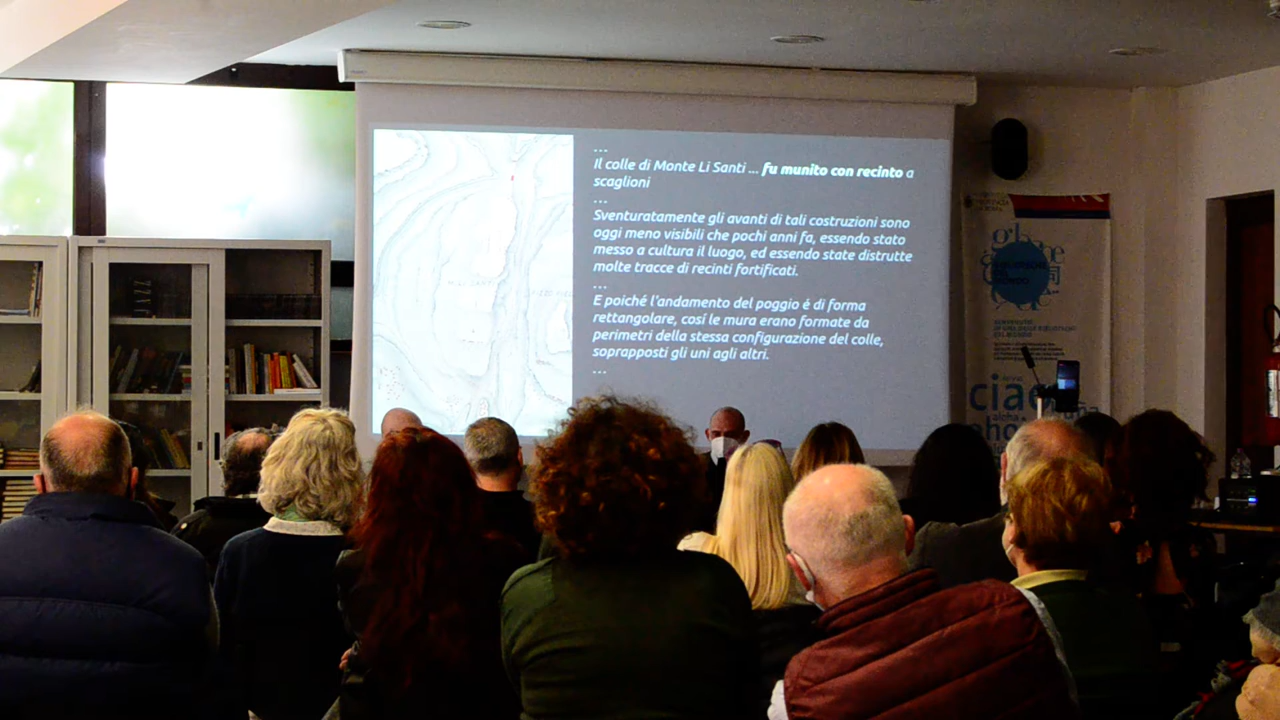 ...
Il colle di Monte Li Santi ... fu munito con recinto a
scaglioni
...
Sventuratamente gli avanti di tali costruzioni sono
oggi meno visibili che pochi anni fa, essendo stato
messo a cultura il luogo, ed essendo state distrutte
molte tracce di recinti fortificati.
...
E poiché l'andamento del poggio é di forma
rettangolare, cosí le mura erano formate da
perimetri della stessa configurazione del colle,
soprapposti gli uni agli altri.
...
JAZZ
ciao